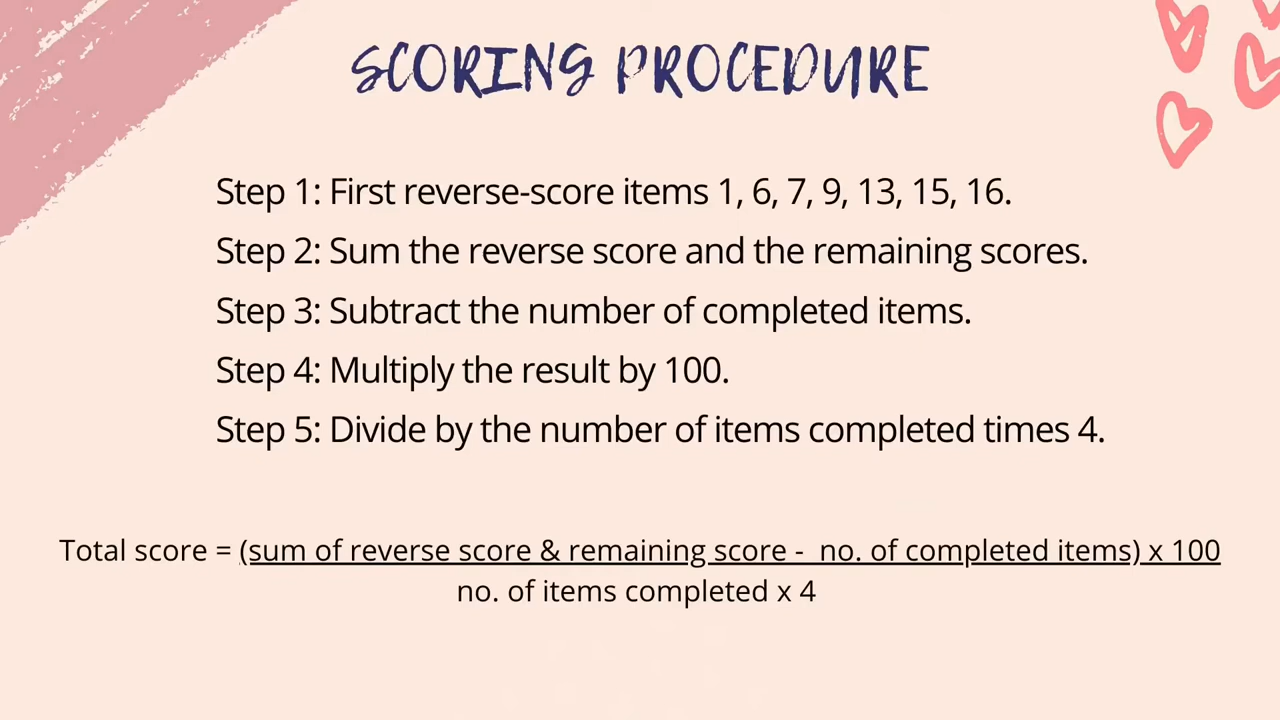 SCORING PROCEDURE
Step 1: First reverse-score items 1, 6, 7, 9, 13, 15, 16.
Step 2: Sum the reverse score and the remaining scores.
Step 3: Subtract the number of completed items.
Step 4: Multiply the result by 100.
Step 5: Divide by the number of items completed times 4.
Total score = (sum of reverse score & remaining score - no. of completed items) x 100
no. of items completed x 4